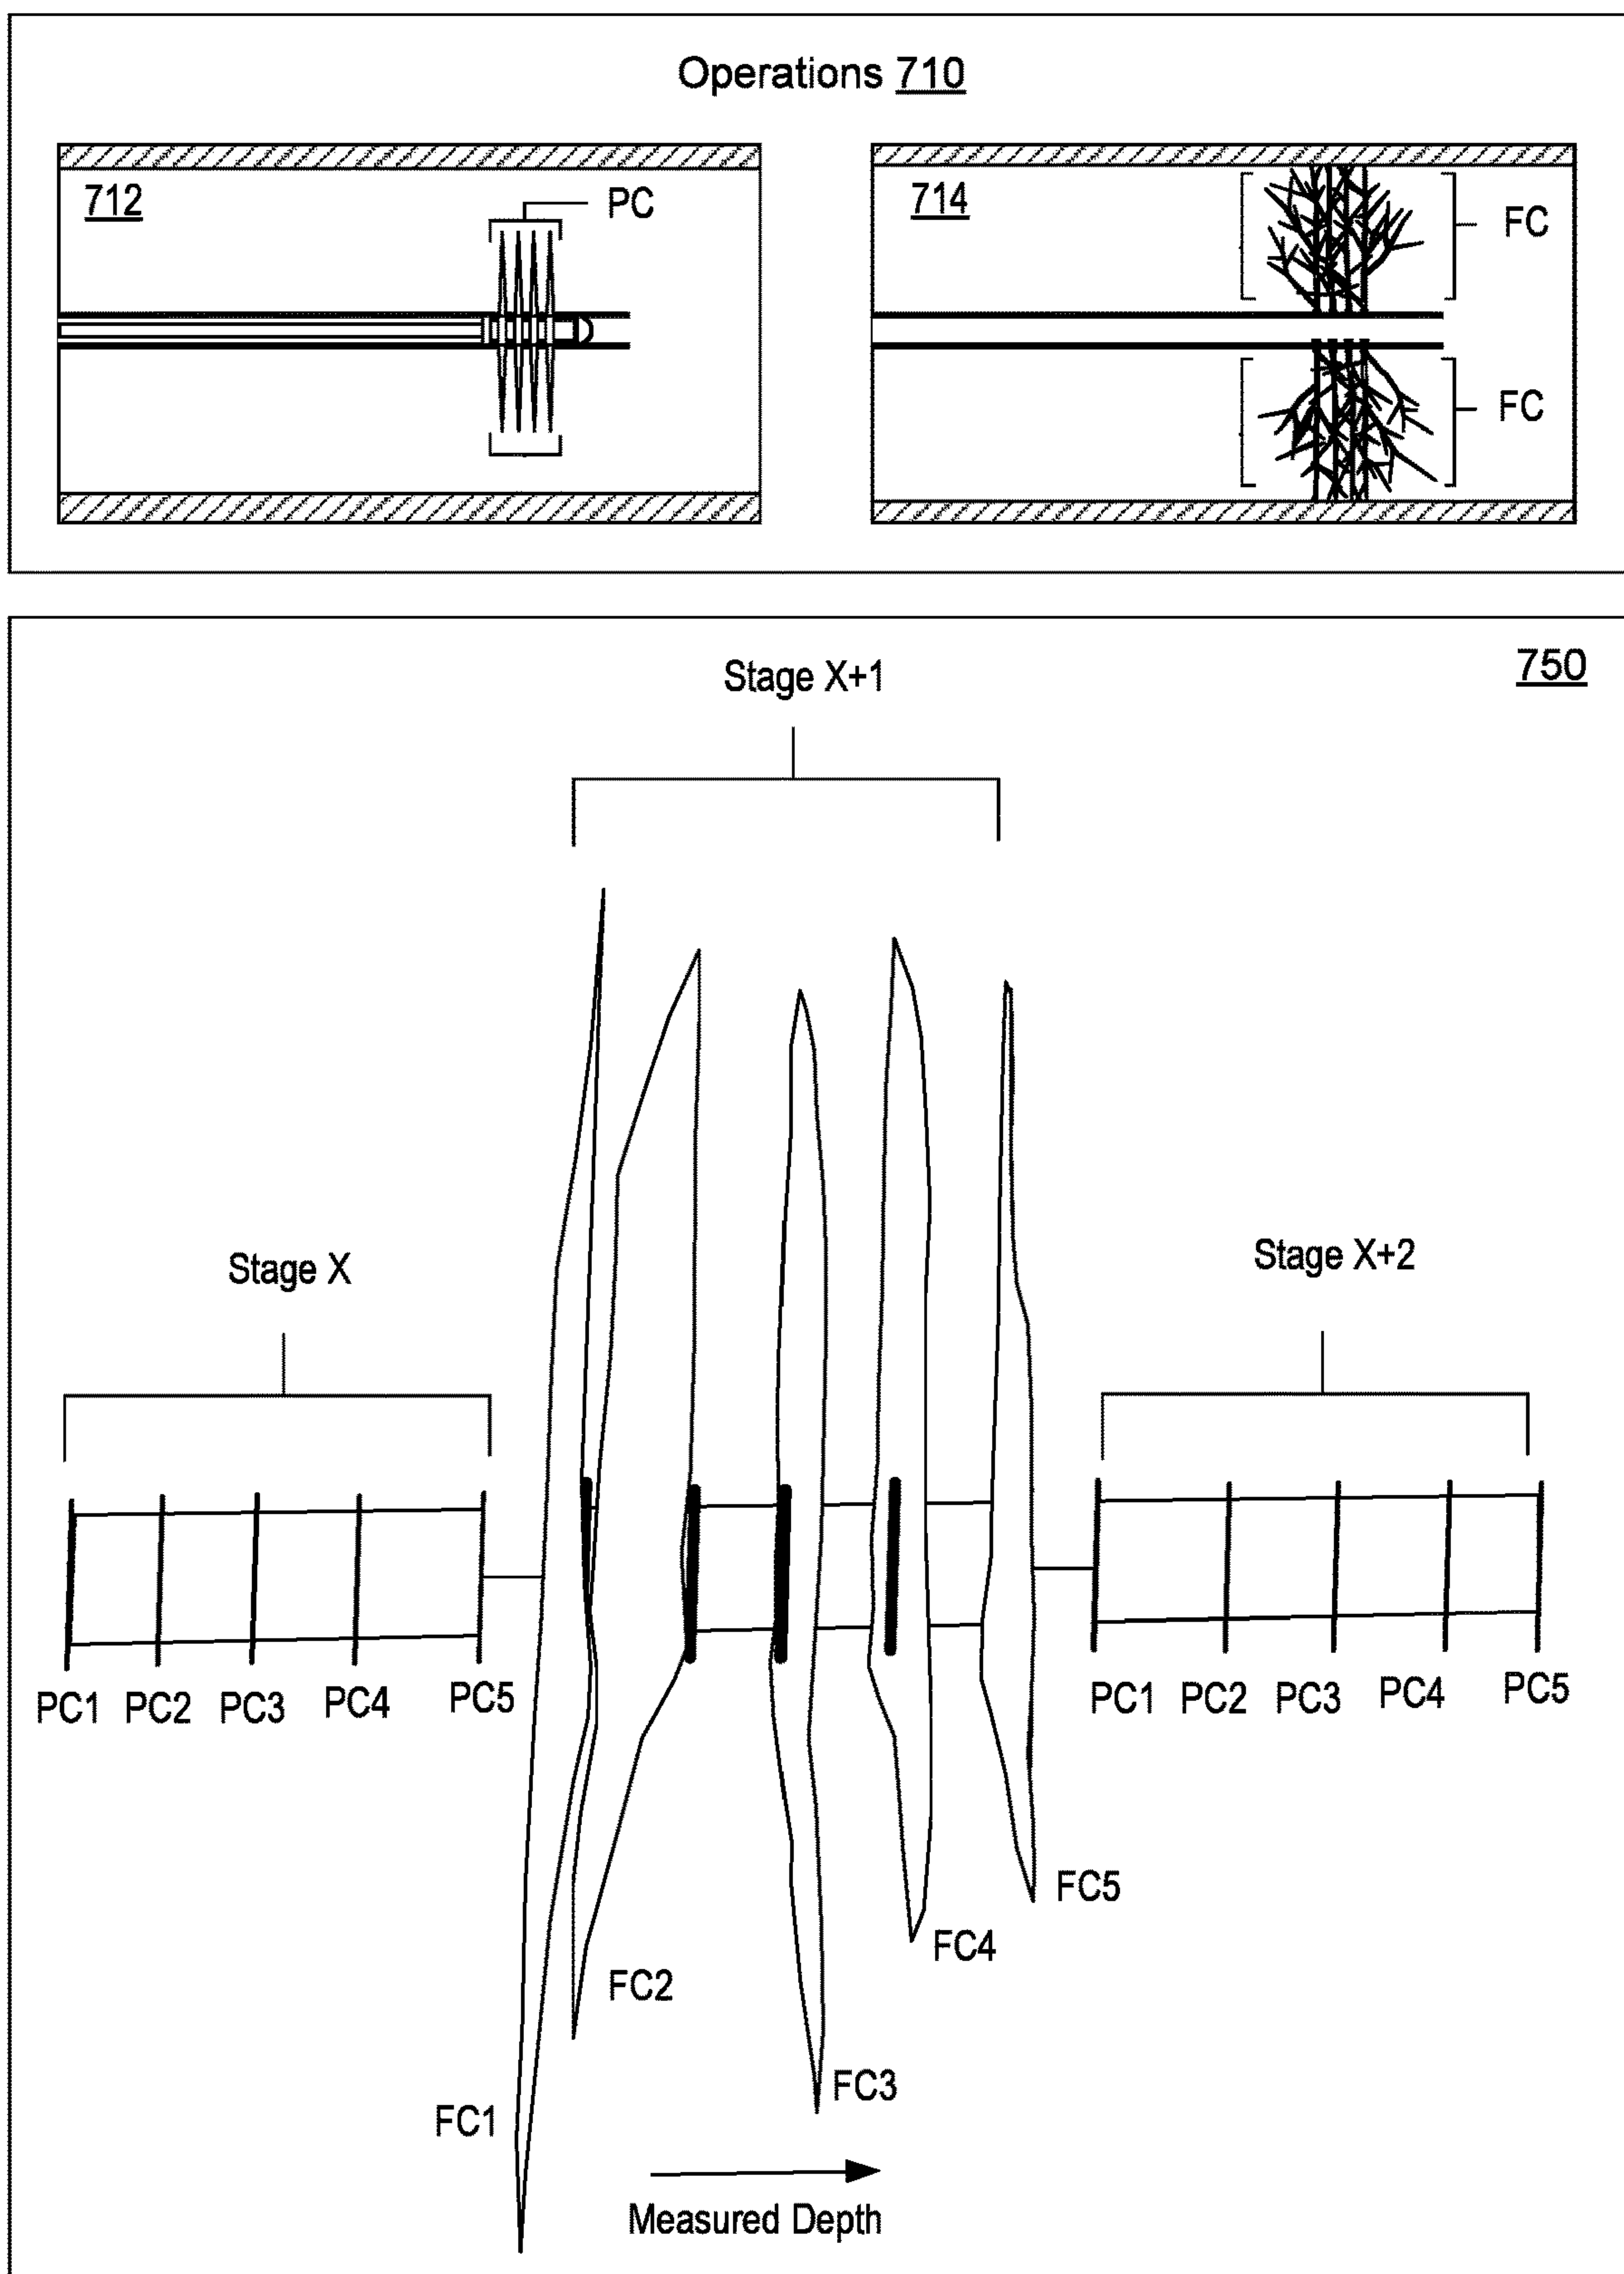 Operations 710
712
PC
714
FC
FC
750
Stage X+1
Stage X
Stage X+2
PC1 PC2 PC3 PC4 PC5
PC1 PC2 PC3 PC4 PC5
FC5
FC4
FC2
FC3
FC1
Measured Depth